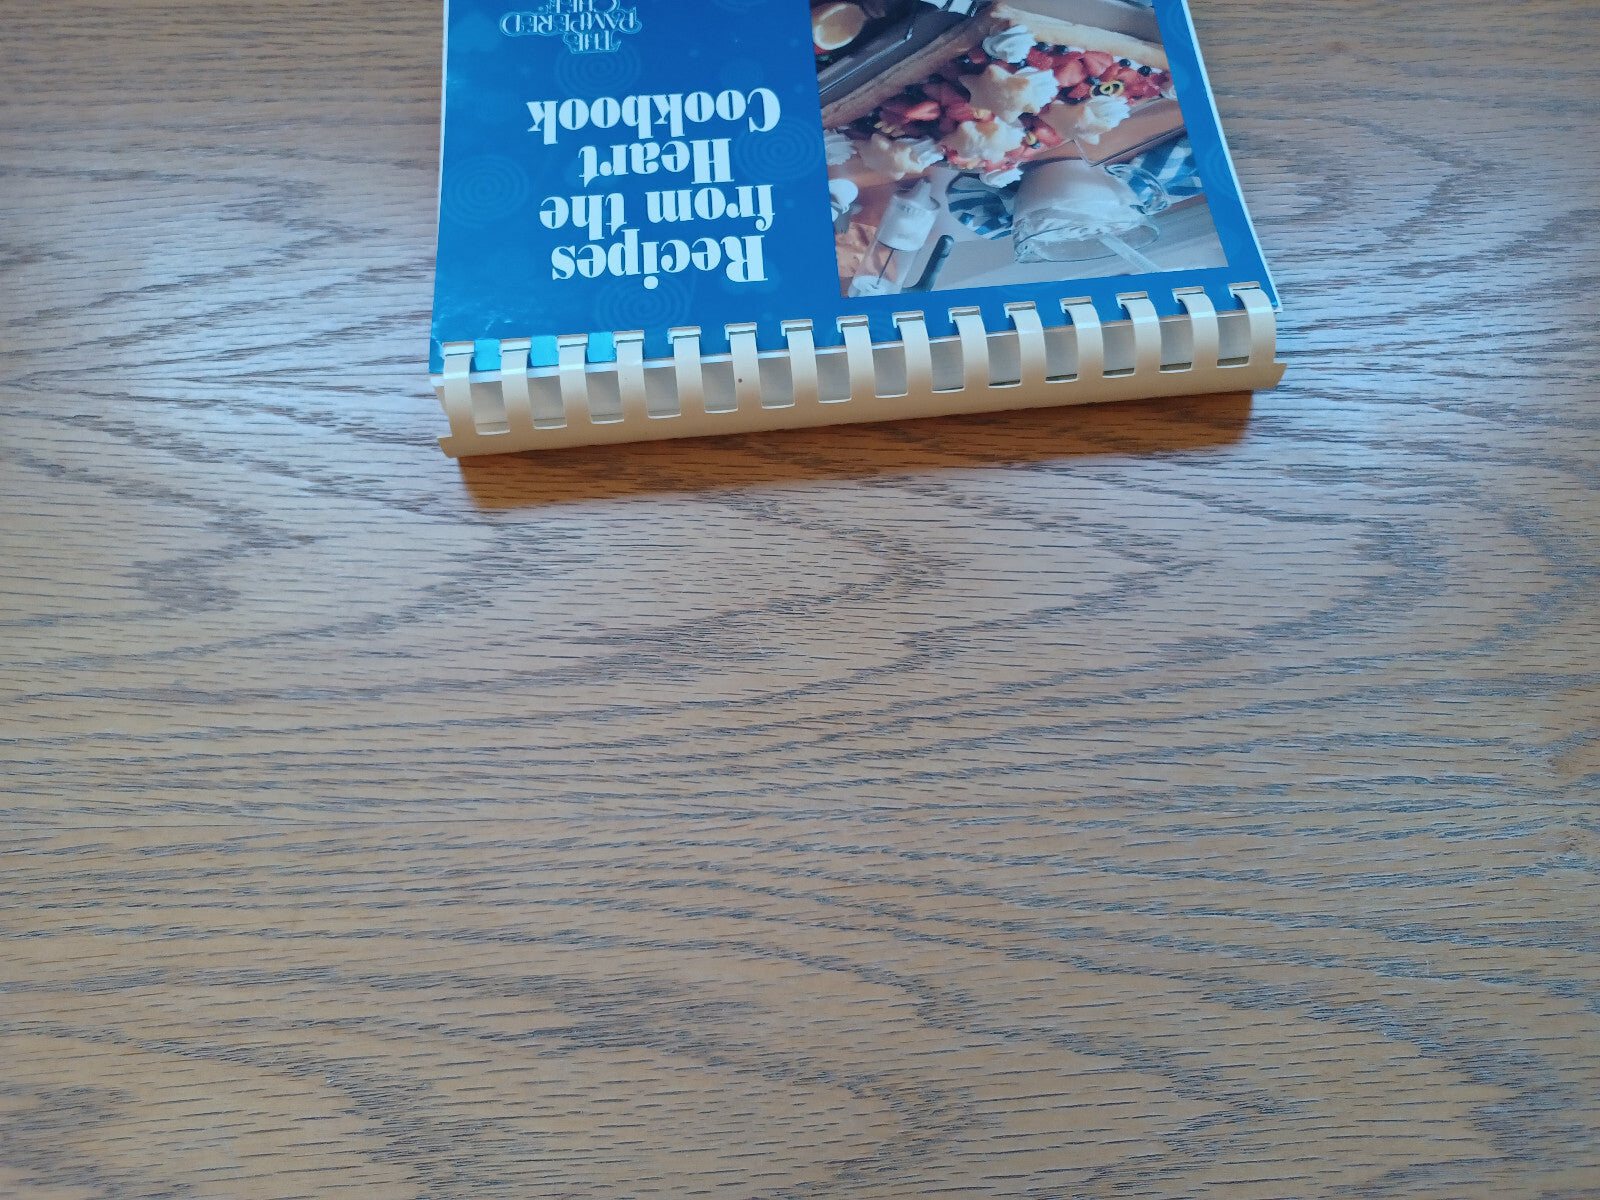 Recipes
from the
Heart
Cookbook
THE
PAMPERED
CHEF